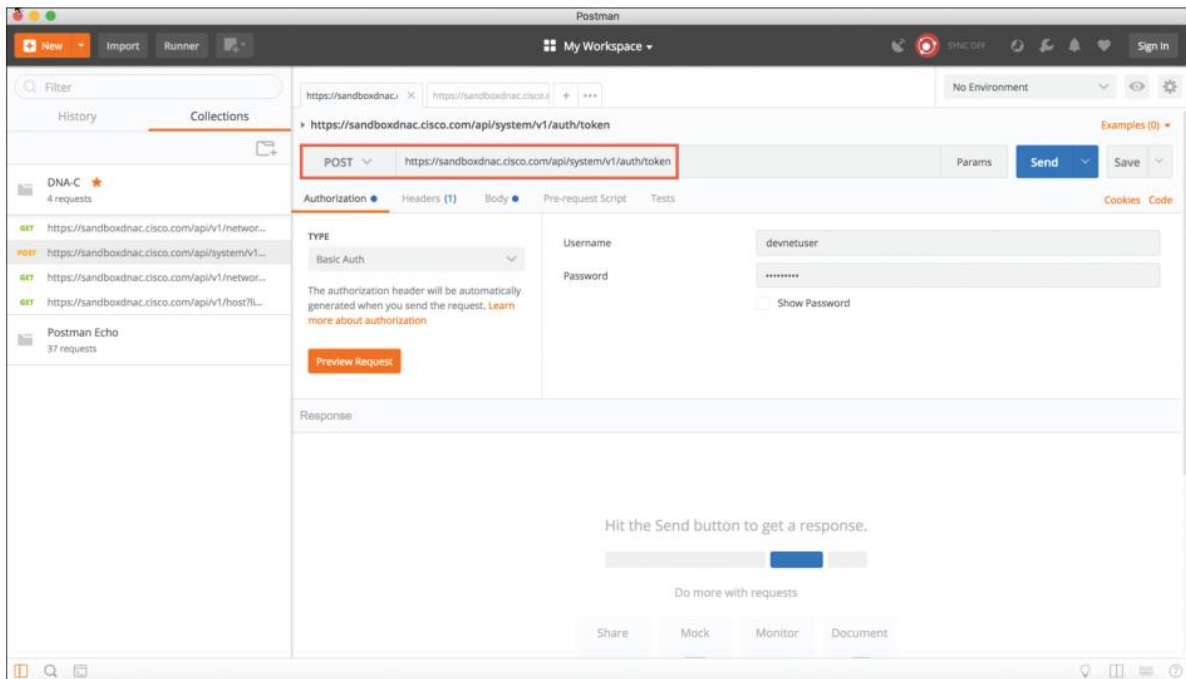 Postman
New
Import
Runner
My Workspace
SYNC OFF
Sign In
Filter
History
Collections
DNA-C
4 requests
GET https://sandboxdnac.cisco.com/api/v1/networ...
POST https://sandboxdnac.cisco.com/api/system/v1...
GET https://sandboxdnac.cisco.com/api/v1/networ...
GET https://sandboxdnac.cisco.com/api/v1/host?li...
Postman Echo
37 requests
https://sandboxdnac.
https://sandboxdnac.cisco.c
No Environment
https://sandboxdnac.cisco.com/api/system/v1/auth/token
Examples (0)
POST
https://sandboxdnac.cisco.com/api/system/v1/auth/token
Params
Send
Save
Authorization
Headers (1)
Body
Pre-request Script
Tests
Cookies
Code
TYPE
Basic Auth
The authorization header will be automatically
generated when you send the request. Learn
more about authorization
Preview Request
Username
devnetuser
Password
•••••••••
Show Password
Response
Hit the Send button to get a response.
Do more with requests
Share
Mock
Monitor
Document